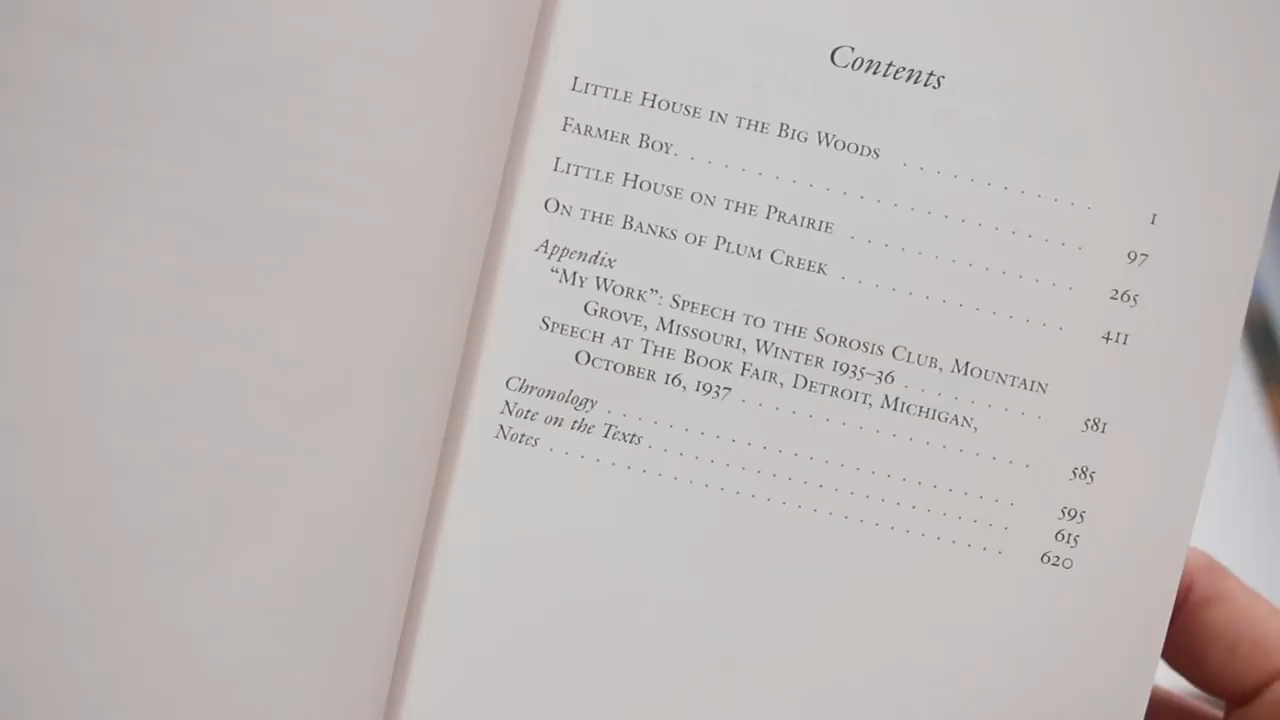 Contents
LITTLE HOUSE IN THE BIG WOODS . . . . . . . . . . . 1
FARMER BOY. . . . . . . . . . . . . . . . . . . . . 97
LITTLE HOUSE ON THE PRAIRIE . . . . . . . . . . . . 265
ON THE BANKS OF PLUM CREEK . . . . . . . . . . . . 411
Appendix
“MY WORK”: SPEECH TO THE SOROSIS CLUB, MOUNTAIN
GROVE, MISSOURI, WINTER 1935–36 . . . . . . . . 581
SPEECH AT THE BOOK FAIR, DETROIT, MICHIGAN,
OCTOBER 16, 1937 . . . . . . . . . . . . . . . 585
Chronology . . . . . . . . . . . . . . . . . . . . . 595
Note on the Texts . . . . . . . . . . . . . . . . . . . 615
Notes . . . . . . . . . . . . . . . . . . . . . . . 620